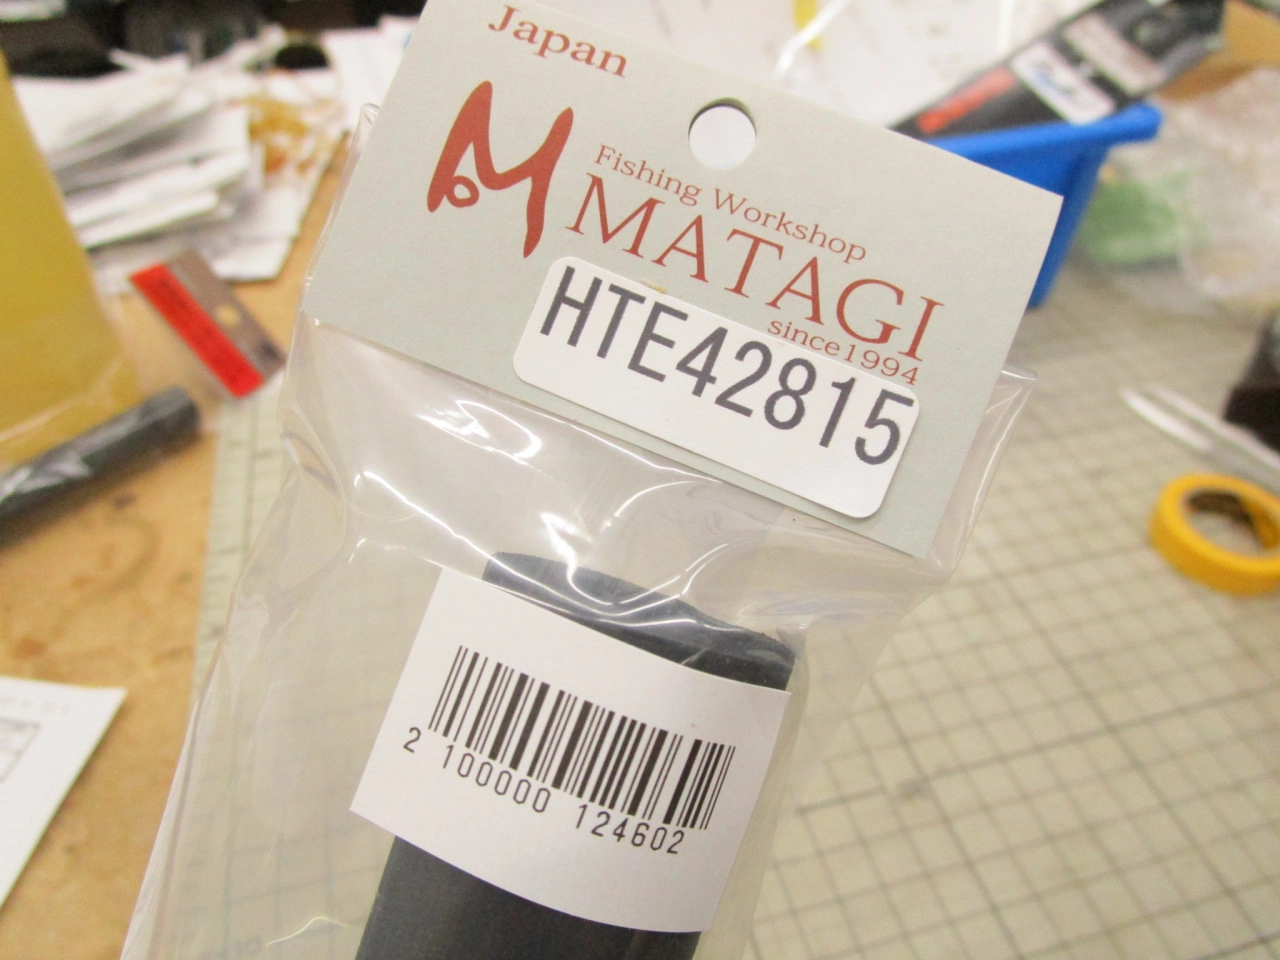 Japan
Fishing Workshop
MATAGI
since1994
HTE42815
2 100000 124602